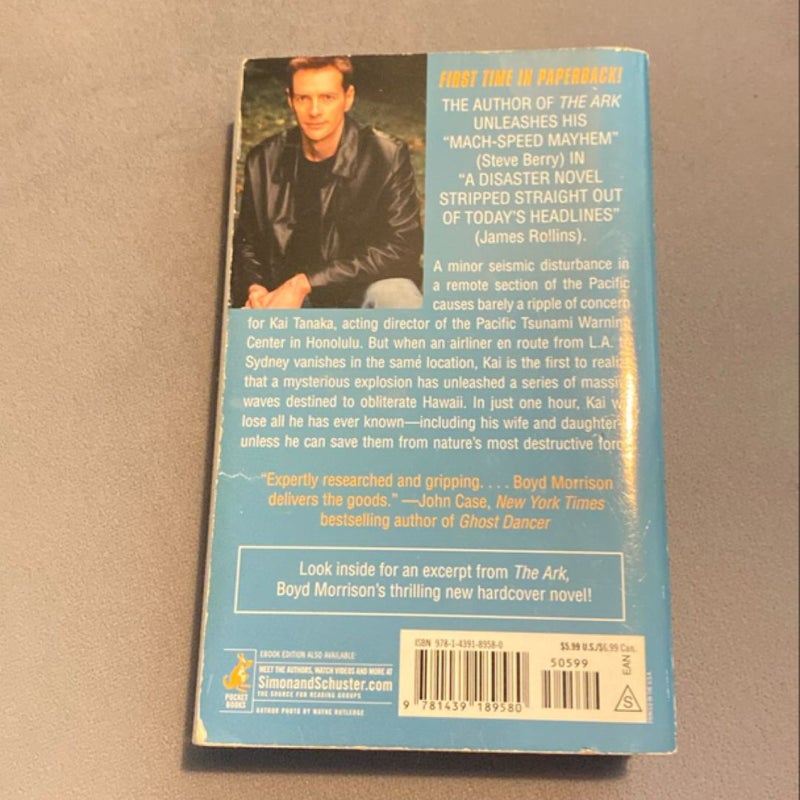 FIRST TIME IN PAPERBACK!
THE AUTHOR OF THE ARK
UNLEASHES HIS
“MACH-SPEED MAYHEM”
(Steve Berry) IN
“A DISASTER NOVEL
STRIPPED STRAIGHT OUT
OF TODAY’S HEADLINES”
(James Rollins).
A minor seismic disturbance in
a remote section of the Pacific
causes barely a ripple of concern
for Kai Tanaka, acting director of the Pacific Tsunami Warning
Center in Honolulu. But when an airliner en route from L.A.
Sydney vanishes in the same location, Kai is the first to
that a mysterious explosion has unleashed a series of
waves destined to obliterate Hawaii. In just one hour, Kai
lose all he has ever known—including his wife and daughter
unless he can save them from nature’s most destructive
“Expertly researched and gripping. . . . Boyd Morrison
delivers the goods.” —John Case, New York Times
bestselling author of Ghost Dancer
Look inside for an excerpt from The Ark,
Boyd Morrison’s thrilling new hardcover novel!
EBOOK EDITION ALSO AVAILABLE
MEET THE AUTHORS, WATCH VIDEOS AND MORE AT
SimonandSchuster.com
THE SOURCE FOR READING GROUPS
POCKET
BOOKS
AUTHOR PHOTO BY WAYNE RUTLEDGE
ISBN 978-1-4391-8958-0
$5.99 U.S./$6.99 Can.
50599
9 781439 189580
EAN
S
PRINTED IN THE U.S.A.